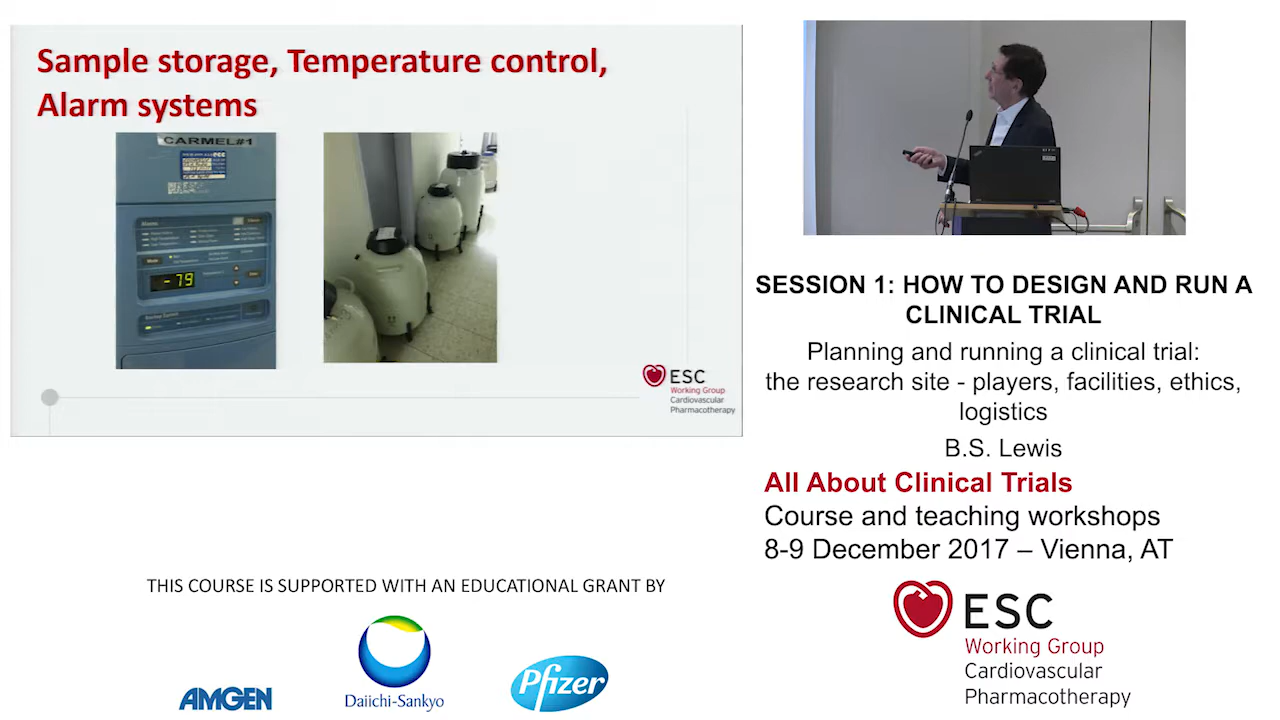 Sample storage, Temperature control,
Alarm systems
CARMEL#1
-79
ESC
Working Group
Cardiovascular
Pharmacotherapy
SESSION 1: HOW TO DESIGN AND RUN A
CLINICAL TRIAL
Planning and running a clinical trial:
the research site - players, facilities, ethics,
logistics
B.S. Lewis
All About Clinical Trials
Course and teaching workshops
8-9 December 2017 – Vienna, AT
THIS COURSE IS SUPPORTED WITH AN EDUCATIONAL GRANT BY
AMGEN
Daiichi-Sankyo
Pfizer
ESC
Working Group
Cardiovascular
Pharmacotherapy